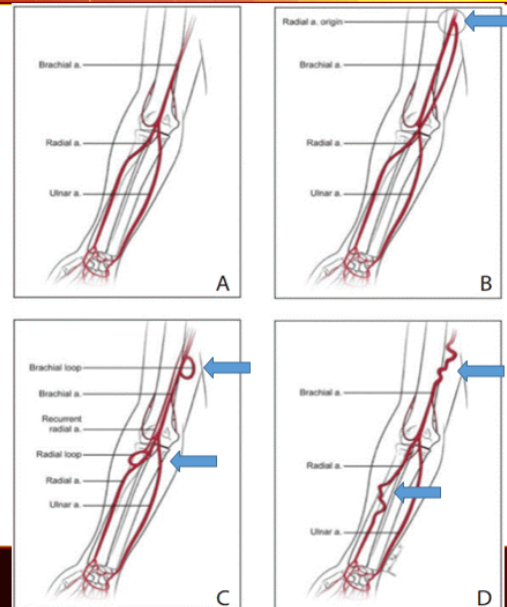 Brachial a.
Radial a.
Ulnar a.
A
Radial a. origin
Brachial a.
Radial a.
Ulnar a.
B
Brachial loop
Brachial a.
Recurrent
radial a.
Radial loop
Radial a.
Ulnar a.
C
Brachial a.
Radial a.
Ulnar a.
D